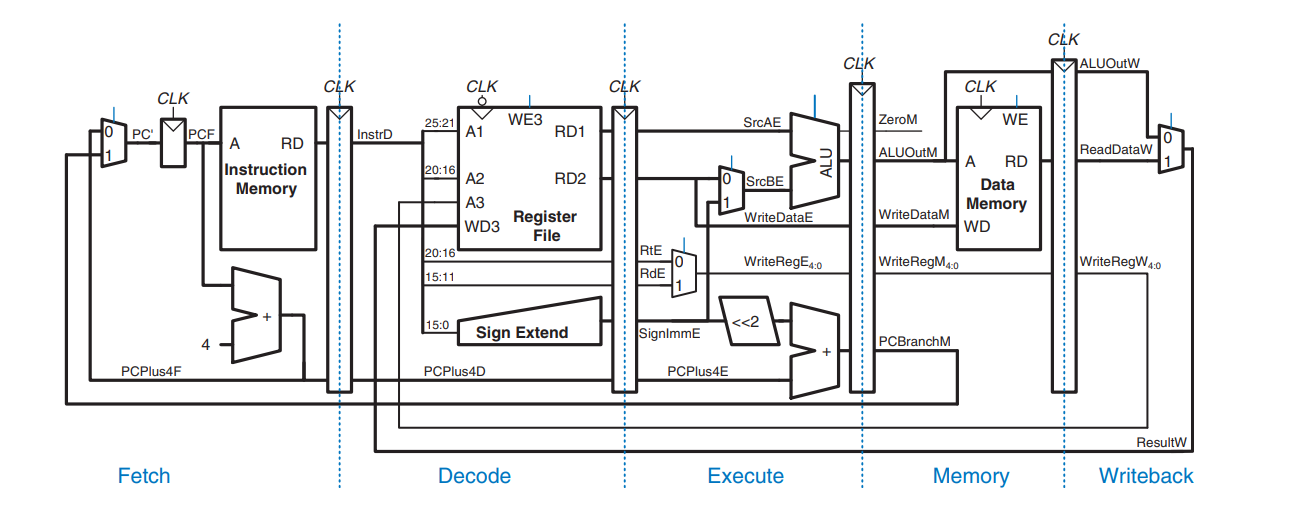 CLK
CLK
CLK
CLK
CLK
CLK
CLK
ALUOutW
0
1
PC'
PCF
A RD
Instruction
Memory
InstrD
25:21
A1
WE3
RD1
20:16
A2
RD2
A3
WD3
Register
File
SrcAE
0
1
SrcBE
ALU
ZeroM
ALUOutM
WE
A RD
Data
Memory
WD
ReadDataW
0
1
WriteDataE
WriteDataM
20:16
15:11
RtE
RdE
0
1
WriteRegE4:0
WriteRegM4:0
WriteRegW4:0
+
4
15:0
Sign Extend
SignImmE
<<2
+
PCBranchM
PCPlus4F
PCPlus4D
PCPlus4E
ResultW
Fetch
Decode
Execute
Memory
Writeback